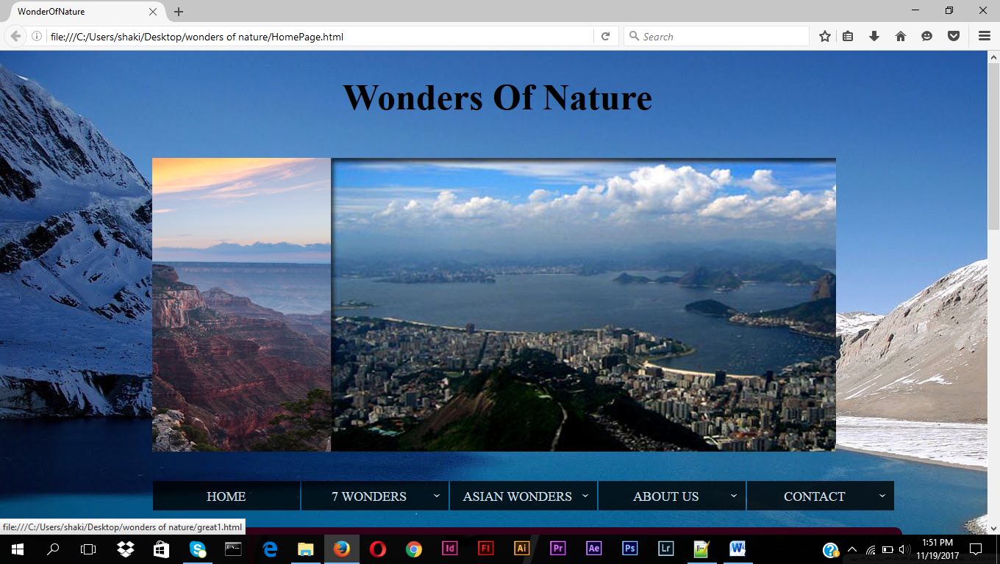 WonderOfNature
file:///C:/Users/shaki/Desktop/wonders of nature/HomePage.html
Search
Wonders Of Nature
HOME 7 WONDERS ASIAN WONDERS ABOUT US CONTACT
file:///C:/Users/shaki/Desktop/wonders of nature/great1.html
Id Fl Ai Pr Ae Ps Lr
1:51 PM
11/19/2017